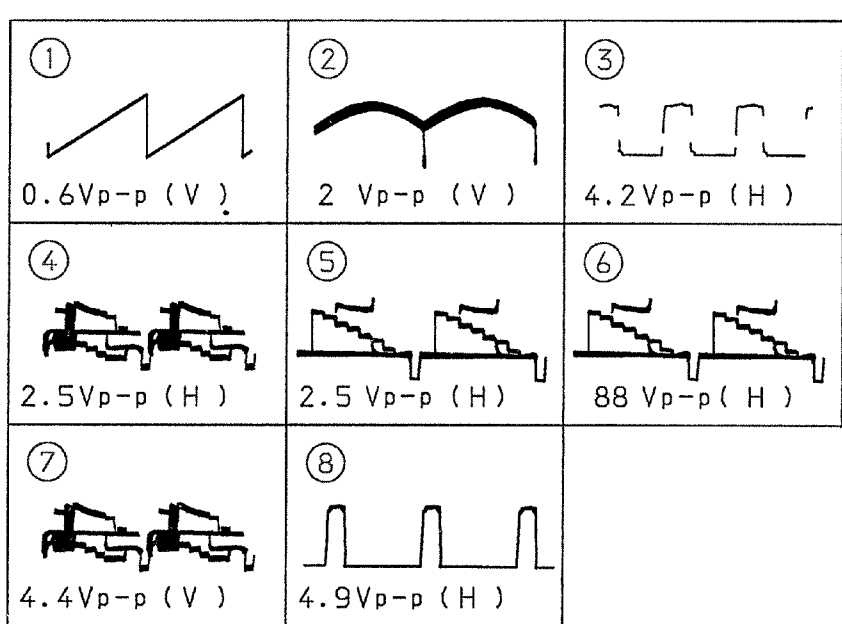 ① ② ③
0.6Vp-p (V) 2 Vp-p (V) 4.2Vp-p (H)
④ ⑤ ⑥
2.5Vp-p (H) 2.5 Vp-p (H) 88 Vp-p( H )
⑦ ⑧
4.4Vp-p (V) 4.9Vp-p (H)